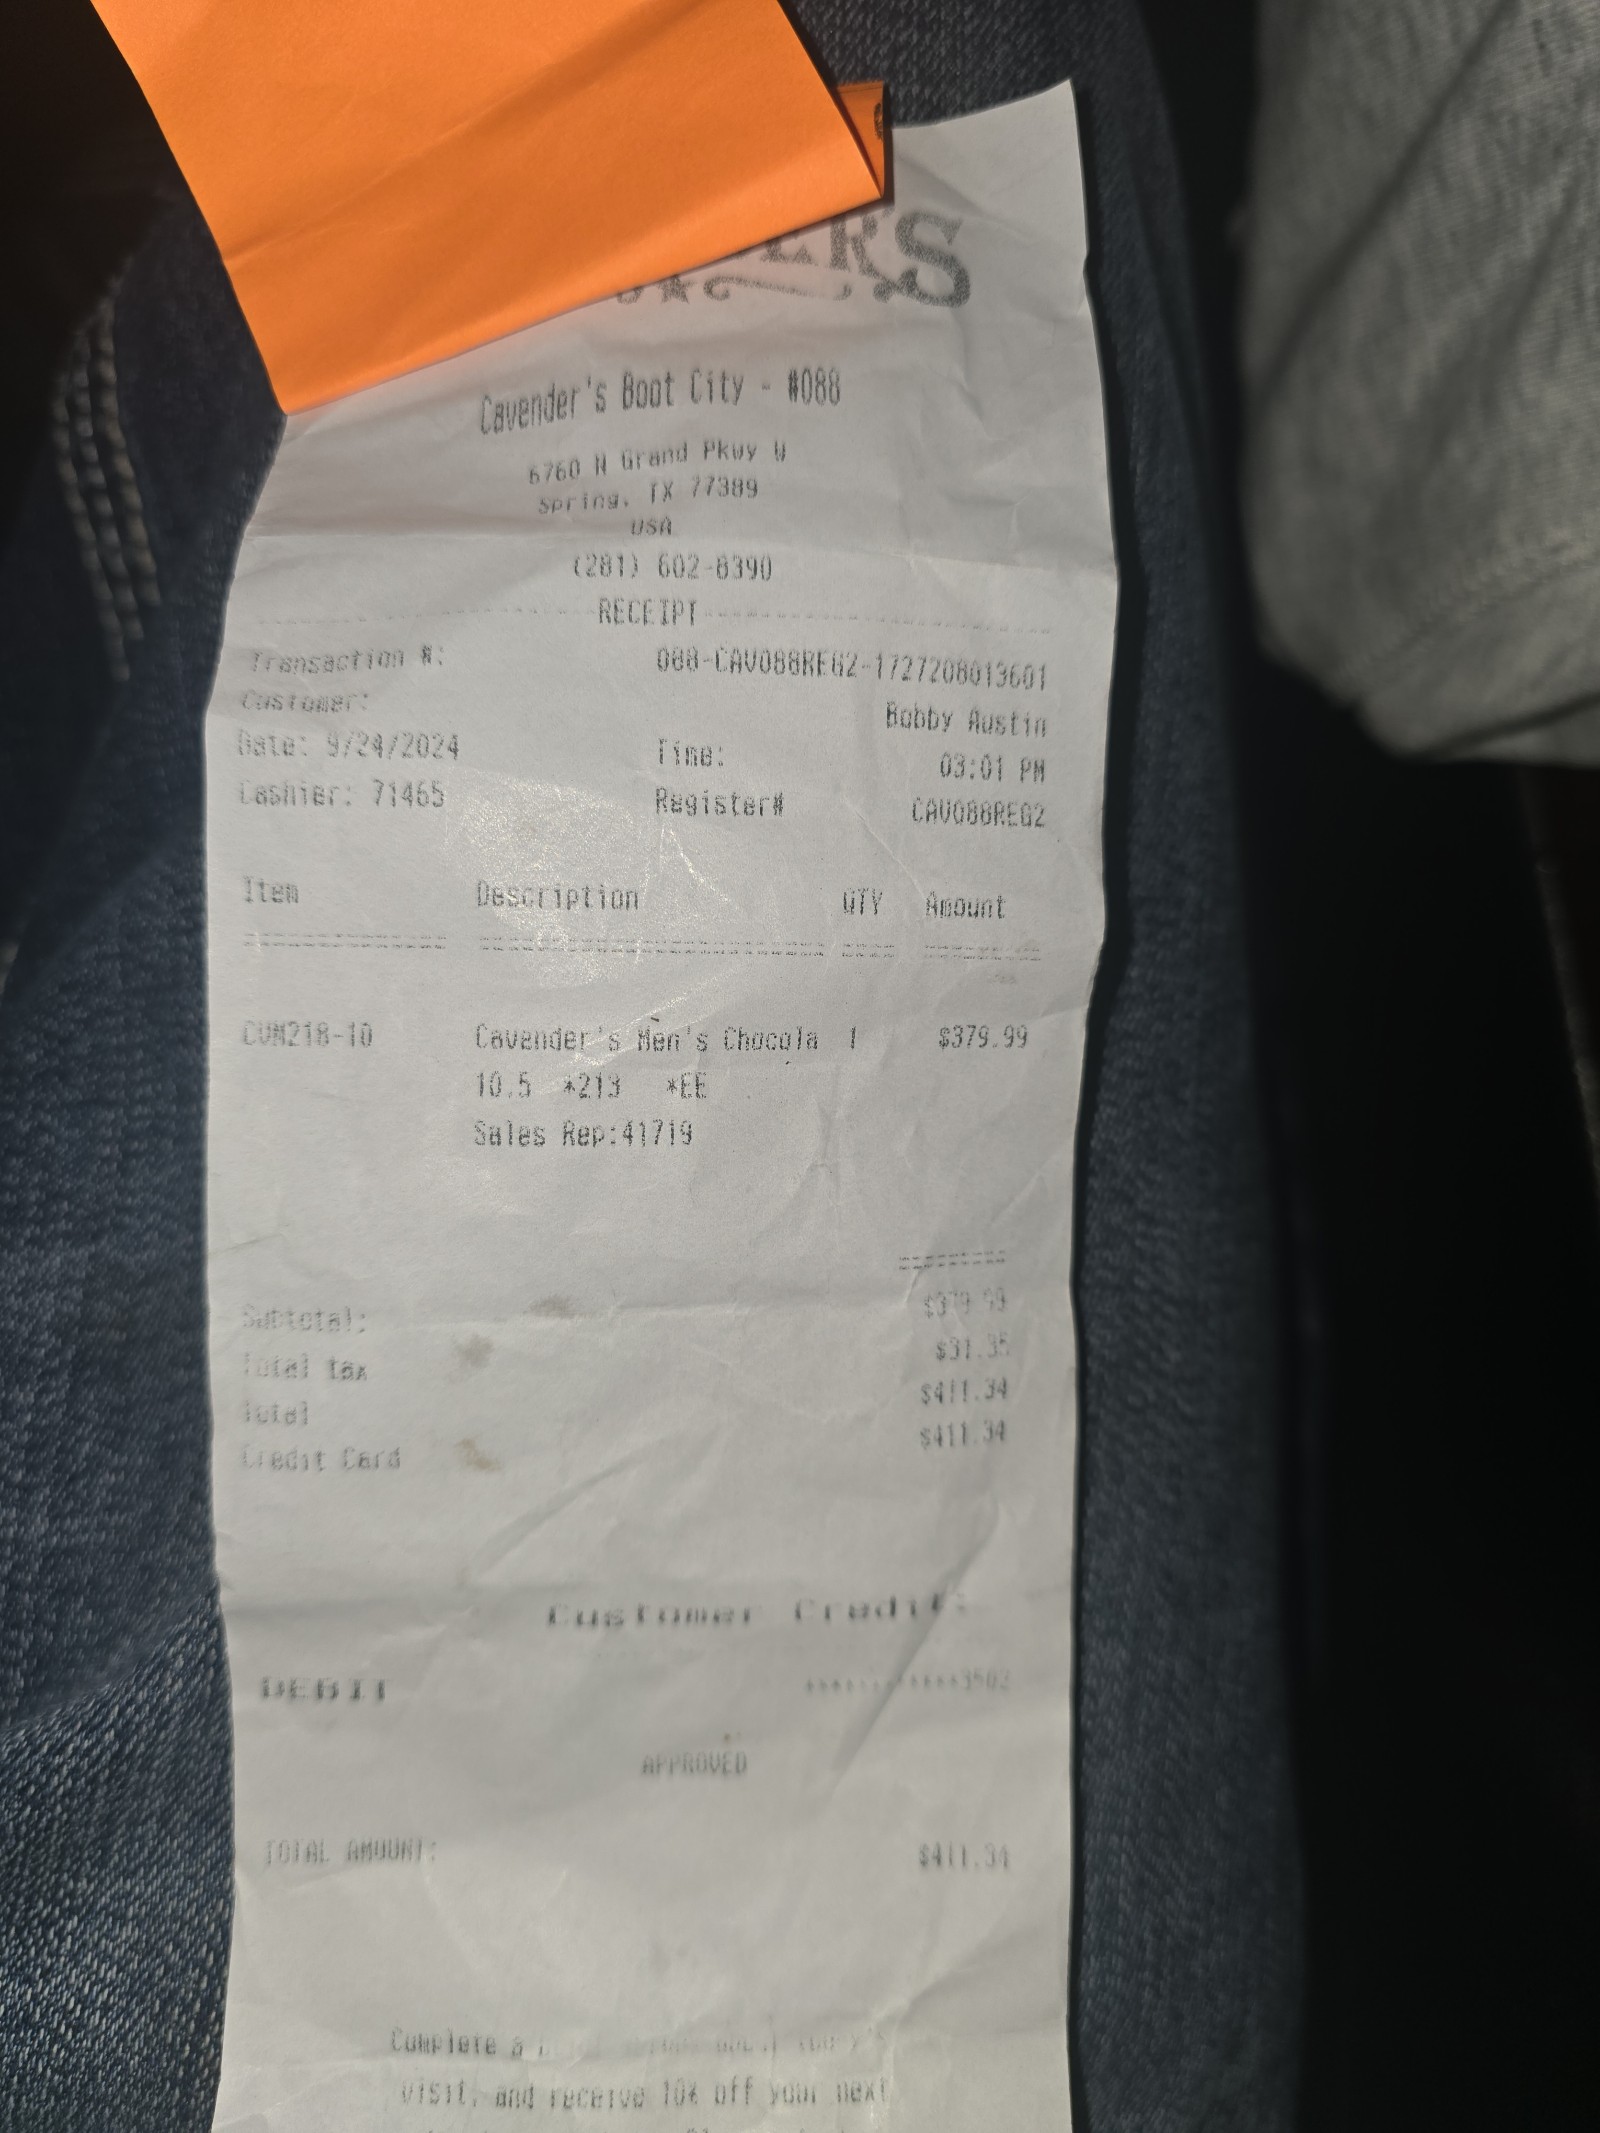 ER'S
Cavender's Boot City - #088
6760 N Grand Pkwy W
Spring, TX 77389
USA
(281) 602-8390
RECEIPT
Transaction #: 088-CAV088REG2-1727208013601
Customer: Bobby Austin
Date: 9/24/2024 Time: 03:01 PM
Cashier: 71465 Register# CAV088REG2
Item Description QTY Amount
CVM218-10 Cavender's Men's Chocola 1 $379.99
10.5 *213 *EE
Sales Rep:41719
Subtotal: $379.99
Total tax $31.35
Total $411.34
Credit Card $411.34
Customer Credit:
DEBIT ************3502
APPROVED
TOTAL AMOUNT: $411.34
Complete a
visit, and receive 10% off your next